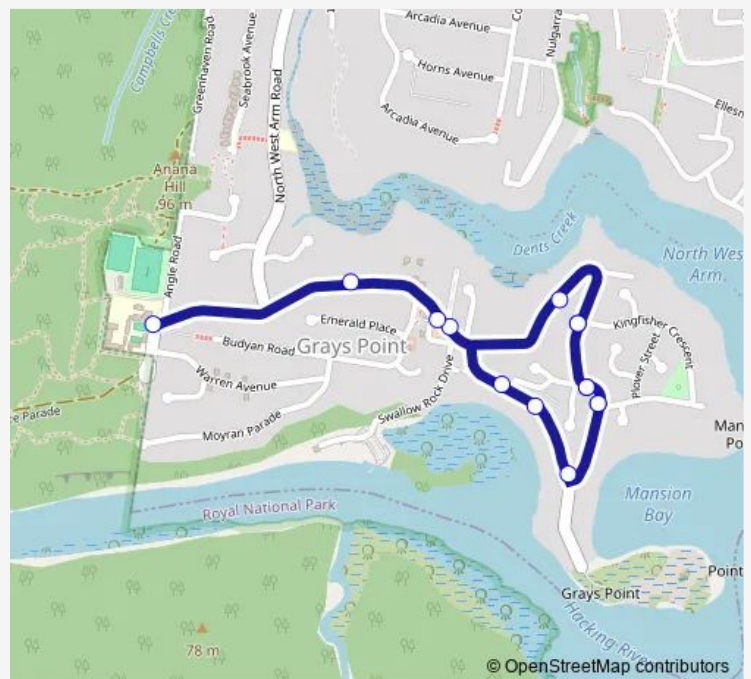 Arcadia Avenue
Nulgarra
Campbells Cre
Greenhaven Road
Seabrook Avenue
North West Arm Road
Horns Avenue
Arcadia Avenue
Ellesm
Anana
Hill
96 m
Angle Road
Dents Creek
North Wes
Arm
Emerald Place
Budyan Road
Grays Point
Kingfisher Crescent
Plover Street
Warren Avenue
Swallow Rock Drive
e Parade
Moyran Parade
Man
Po
Royal National Park
Mansion
Bay
Point
Grays Point
Hacking River
78 m
© OpenStreetMap contributors